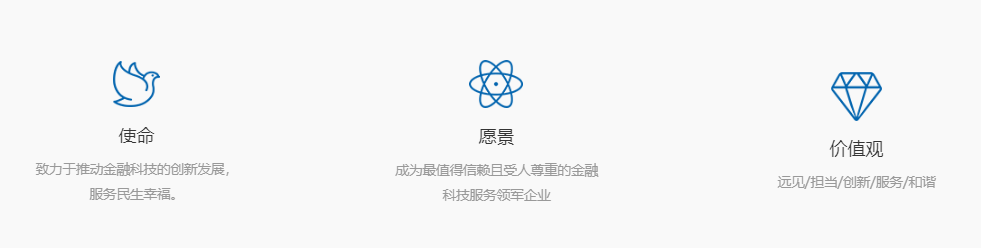 使命
致力于推动金融科技的创新发展，
服务民生幸福。
愿景
成为最值得信赖且受人尊重的金融
科技服务领军企业
价值观
远见/担当/创新/服务/和谐